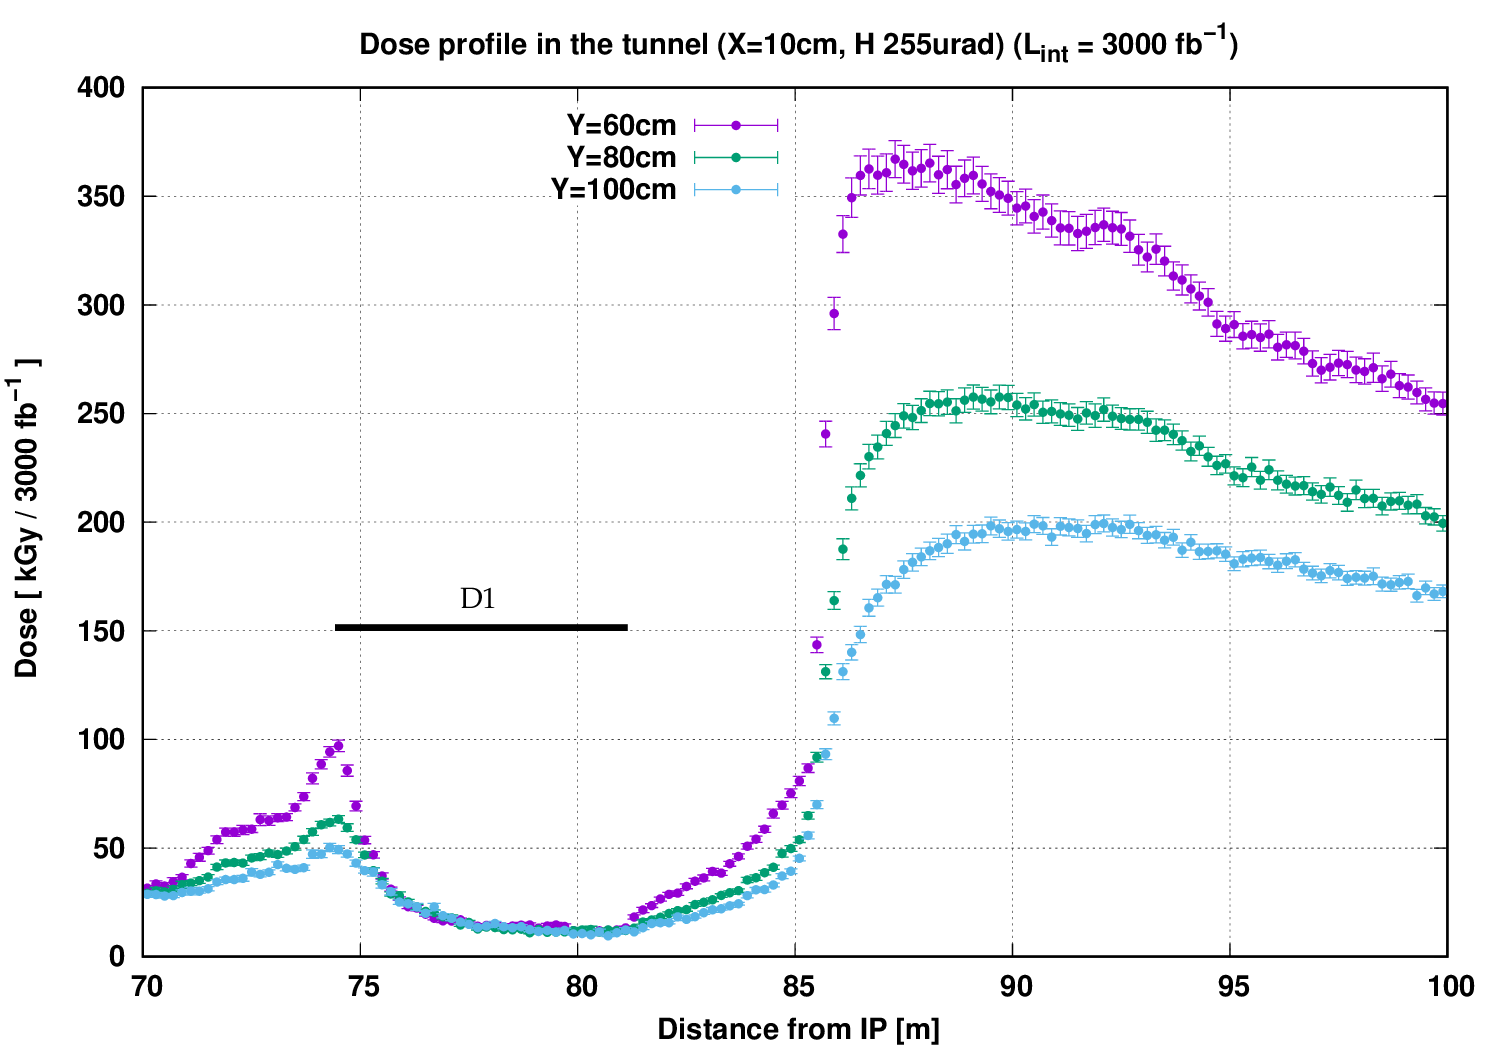 Dose profile in the tunnel (X=10cm, H 255urad) (Lint = 3000 fb−1)
400
350
300
250
200
150
100
50
0
Dose [ kGy / 3000 fb−1 ]
Y=60cm
Y=80cm
Y=100cm
D1
70 75 80 85 90 95 100
Distance from IP [m]